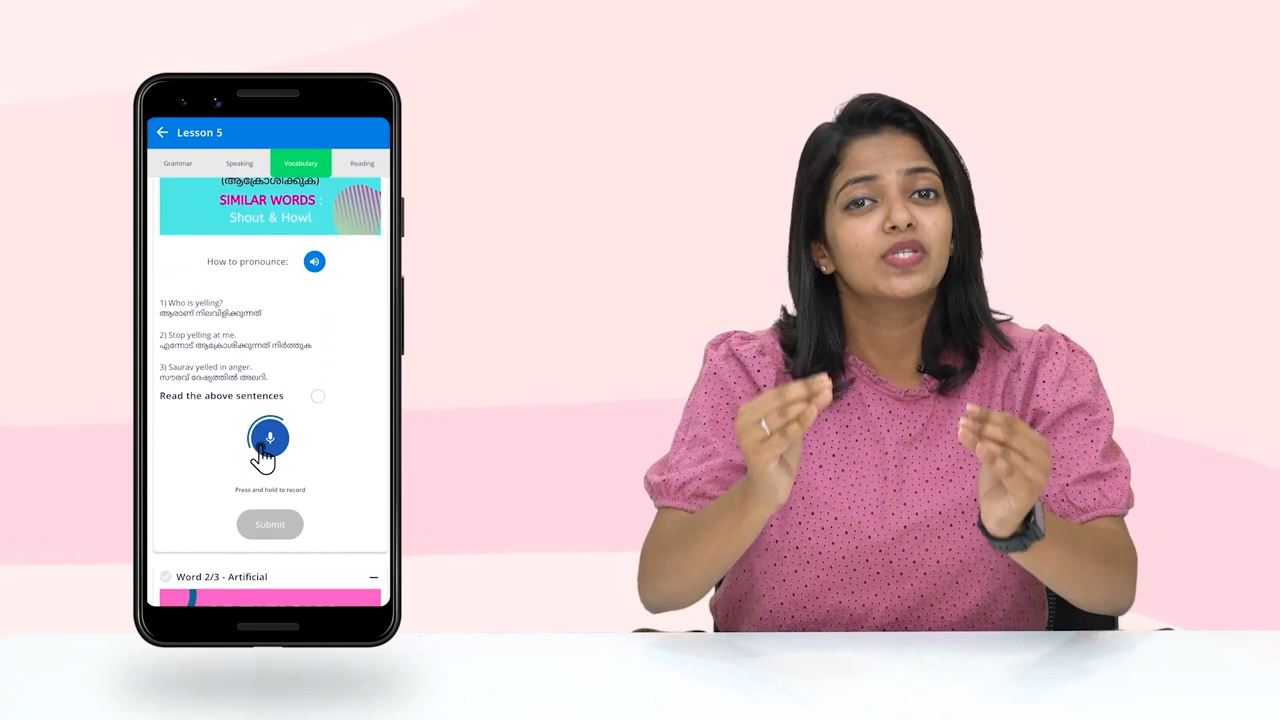 Lesson 5
Grammar
Speaking
Vocabulary
Reading
(ആക്രോശിക്കുക)
SIMILAR WORDS :
Shout & Howl
How to pronounce:
1) Who is yelling?
ആരാണ് നിലവിളിക്കുന്നത്
2) Stop yelling at me.
എന്നോട് ആക്രോശിക്കുന്നത് നിർത്തുക
3) Saurav yelled in anger.
സൗരവ് ദേഷ്യത്തിൽ അലറി.
Read the above sentences
Press and hold to record
Submit
Word 2/3 - Artificial